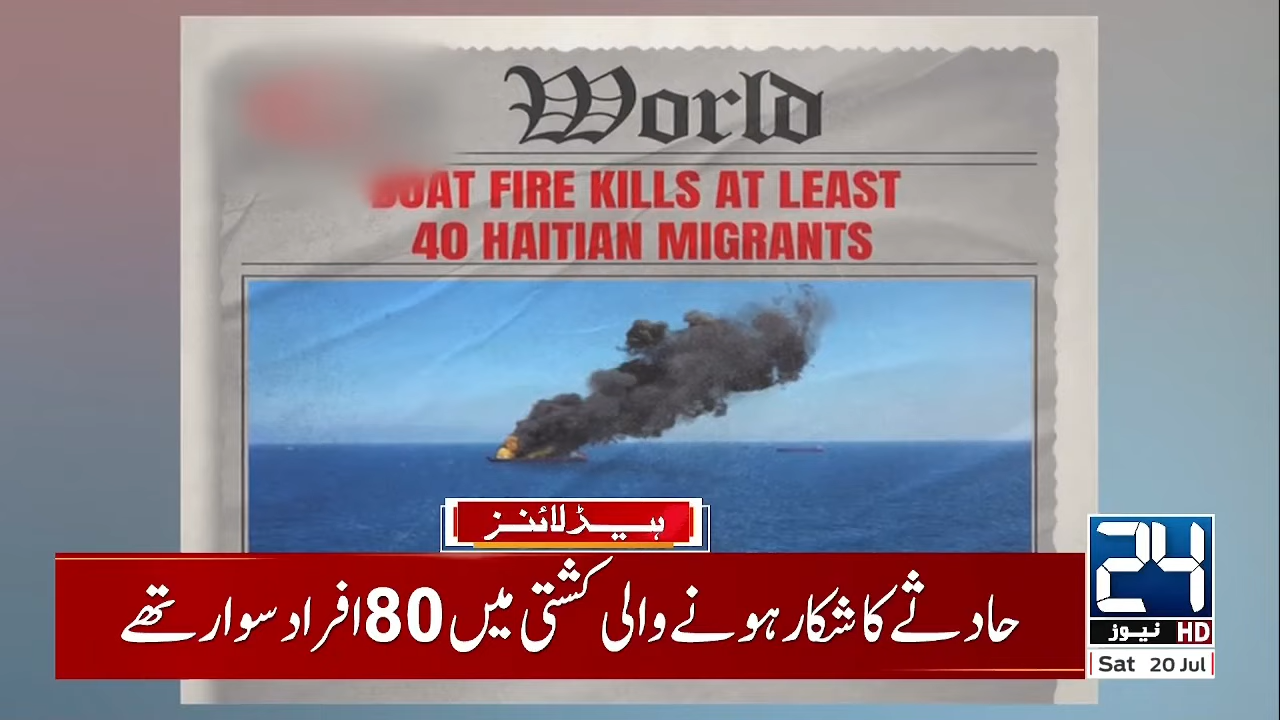 World
BOAT FIRE KILLS AT LEAST
40 HAITIAN MIGRANTS
ہیڈلائنز
حادثے کا شکار ہونے والی کشتی میں 80 افراد سوار تھے
24
نیوز HD
Sat 20 Jul